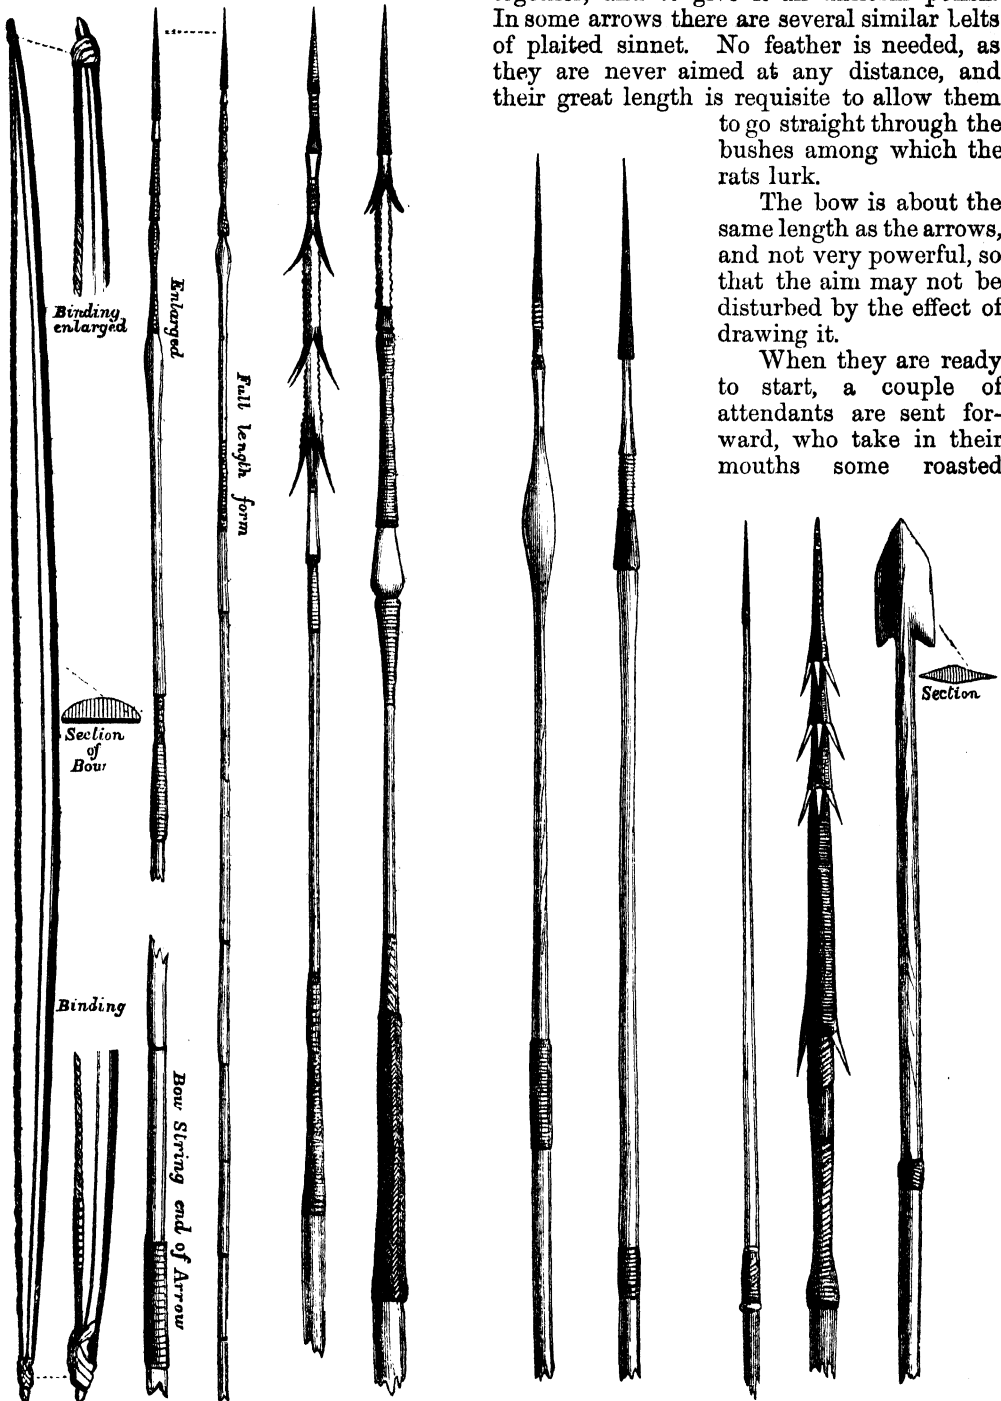 In some arrows there are several similar belts
of plaited sinnet. No feather is needed, as
they are never aimed at any distance, and
their great length is requisite to allow them
to go straight through the
bushes among which the
rats lurk.
The bow is about the
same length as the arrows,
and not very powerful, so
that the aim may not be
disturbed by the effect of
drawing it.
When they are ready
to start, a couple of
attendants are sent for-
ward, who take in their
mouths some roasted
Binding
enlarged
Enlarged
Full length form
Section
of
Bow
Binding
Bow String end of Arrow
Section